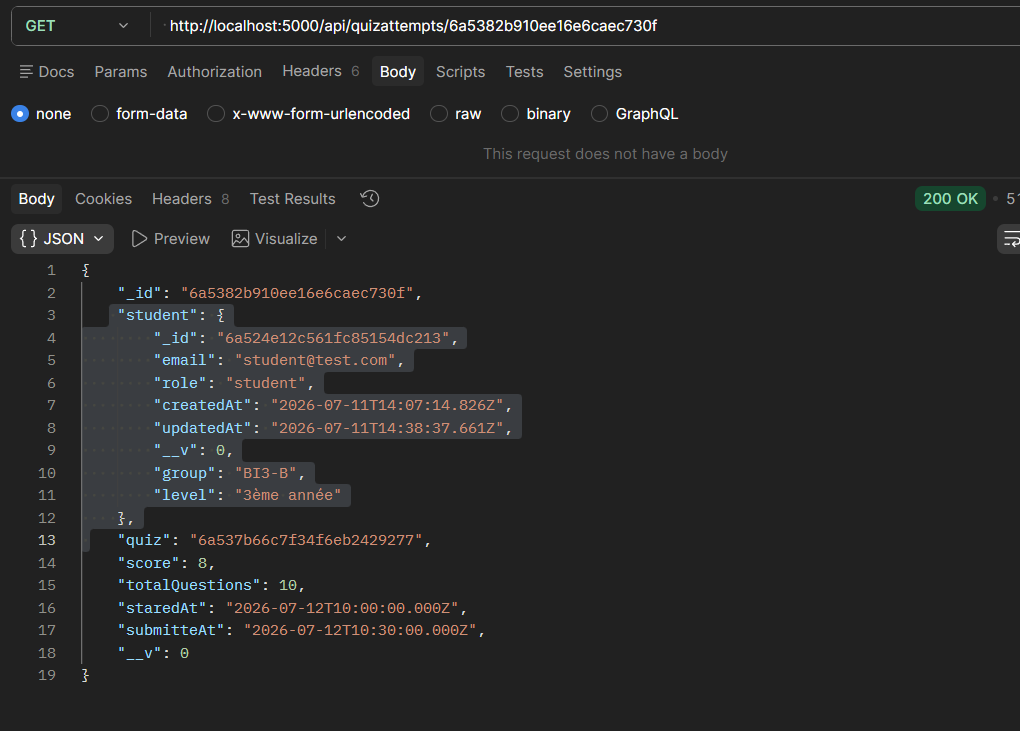 GET http://localhost:5000/api/quizattempts/6a5382b910ee16e6caec730f
Docs Params Authorization Headers 6 Body Scripts Tests Settings
none form-data x-www-form-urlencoded raw binary GraphQL
This request does not have a body
Body Cookies Headers 8 Test Results 200 OK • 51
{} JSON Preview Visualize
1 {
2 "_id": "6a5382b910ee16e6caec730f",
3 "student": {
4 "_id": "6a524e12c561fc85154dc213",
5 "email": "student@test.com",
6 "role": "student",
7 "createdAt": "2026-07-11T14:07:14.826Z",
8 "updatedAt": "2026-07-11T14:38:37.661Z",
9 "__v": 0,
10 "group": "BI3-B",
11 "level": "3ème année"
12 },
13 "quiz": "6a537b66c7f34f6eb2429277",
14 "score": 8,
15 "totalQuestions": 10,
16 "staredAt": "2026-07-12T10:00:00.000Z",
17 "submitteAt": "2026-07-12T10:30:00.000Z",
18 "__v": 0
19 }